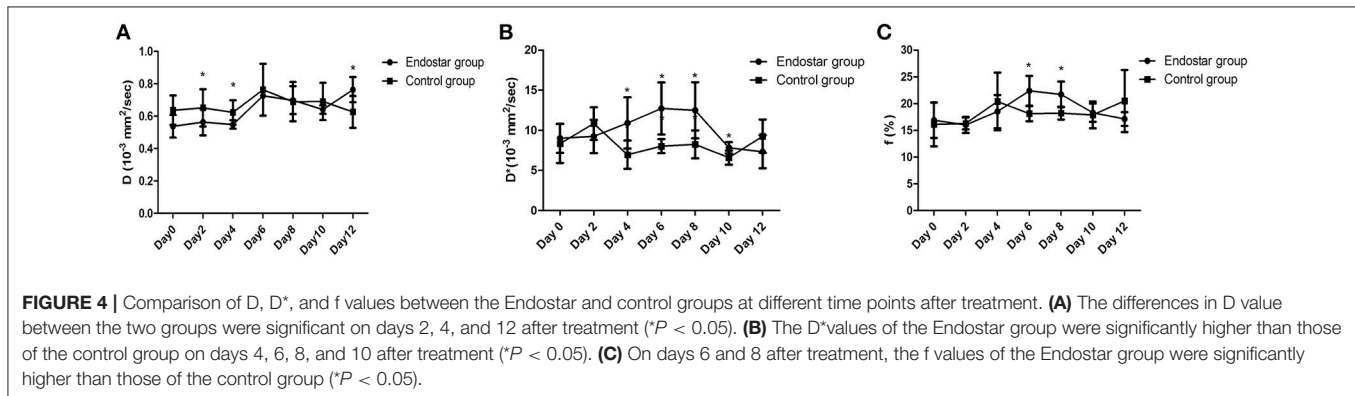 A
D (10⁻³ mm²/sec)
1.0
0.8
0.6
0.4
0.2
0.0
* * *
Day0 Day2 Day4 Day6 Day8 Day10 Day12
Endostar group
Control group
B
D*(10⁻³ mm²/sec)
20
15
10
5
0
* * * *
Day 0 Day 2 Day 4 Day 6 Day 8 Day 10 Day 12
Endostar group
Control group
C
f (%)
30
25
20
15
10
5
0
* *
Day 0 Day 2 Day 4 Day 6 Day 8 Day 10 Day 12
Endostar group
Control group
FIGURE 4 | Comparison of D, D*, and f values between the Endostar and control groups at different time points after treatment. (A) The differences in D value
between the two groups were significant on days 2, 4, and 12 after treatment (*P < 0.05). (B) The D*values of the Endostar group were significantly higher than those
of the control group on days 4, 6, 8, and 10 after treatment (*P < 0.05). (C) On days 6 and 8 after treatment, the f values of the Endostar group were significantly
higher than those of the control group (*P < 0.05).